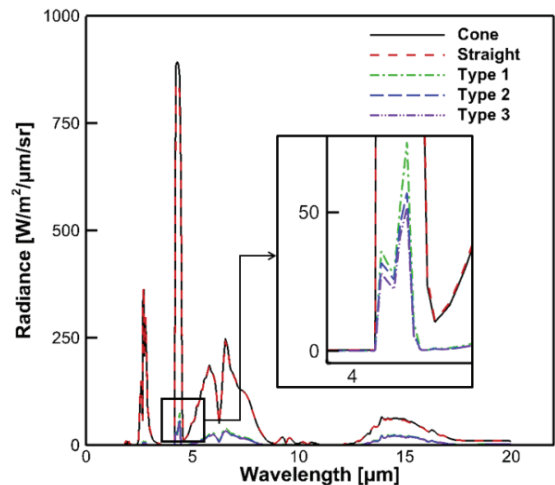 1000
750
500
250
0
Radiance [W/m²/μm/sr]
Cone
Straight
Type 1
Type 2
Type 3
50
0
4
0
5
10
15
20
Wavelength [μm]